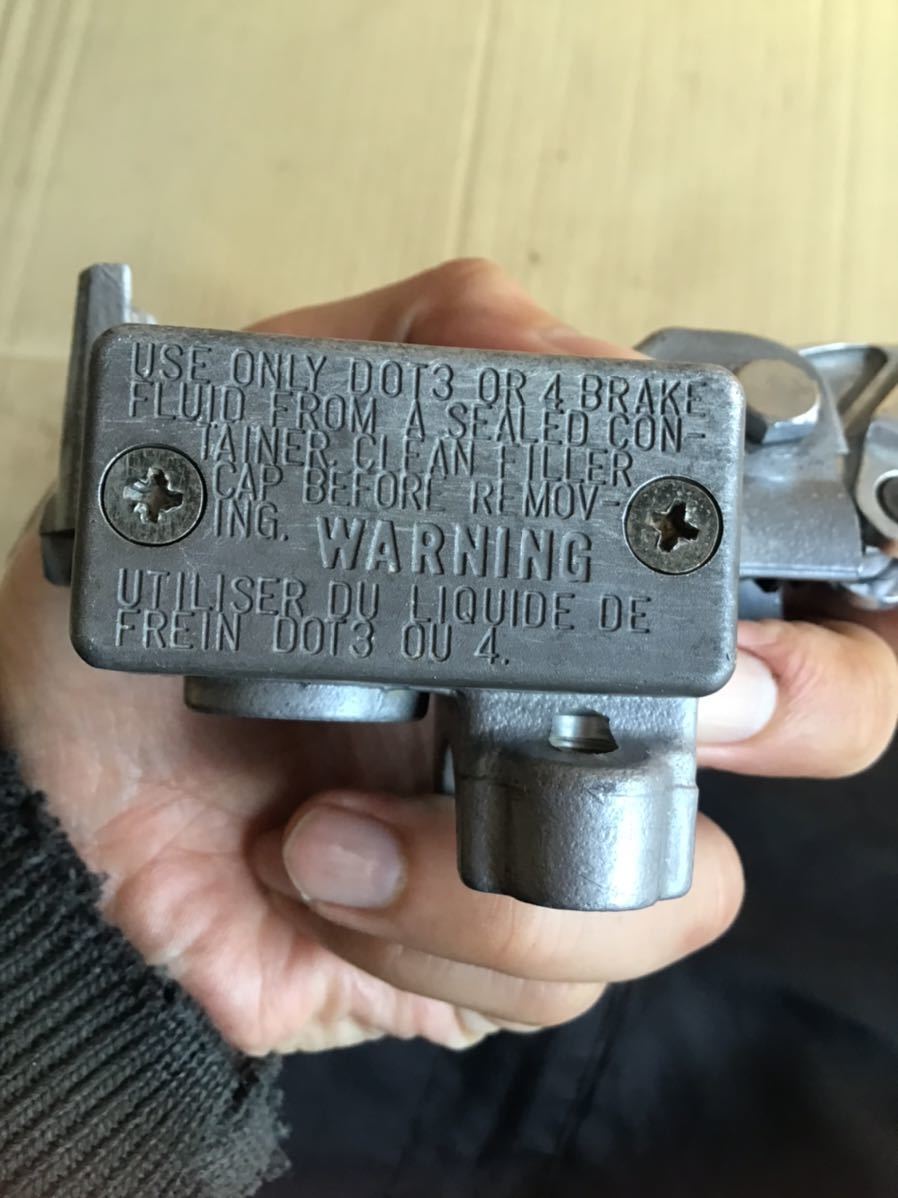 USE ONLY DOT3 OR 4 BRAKE
FLUID FROM A SEALED CON-
TAINER. CLEAN FILLER
CAP BEFORE REMOV-
ING. WARNING
UTILISER DU LIQUIDE DE
FREIN DOT3 OU 4.